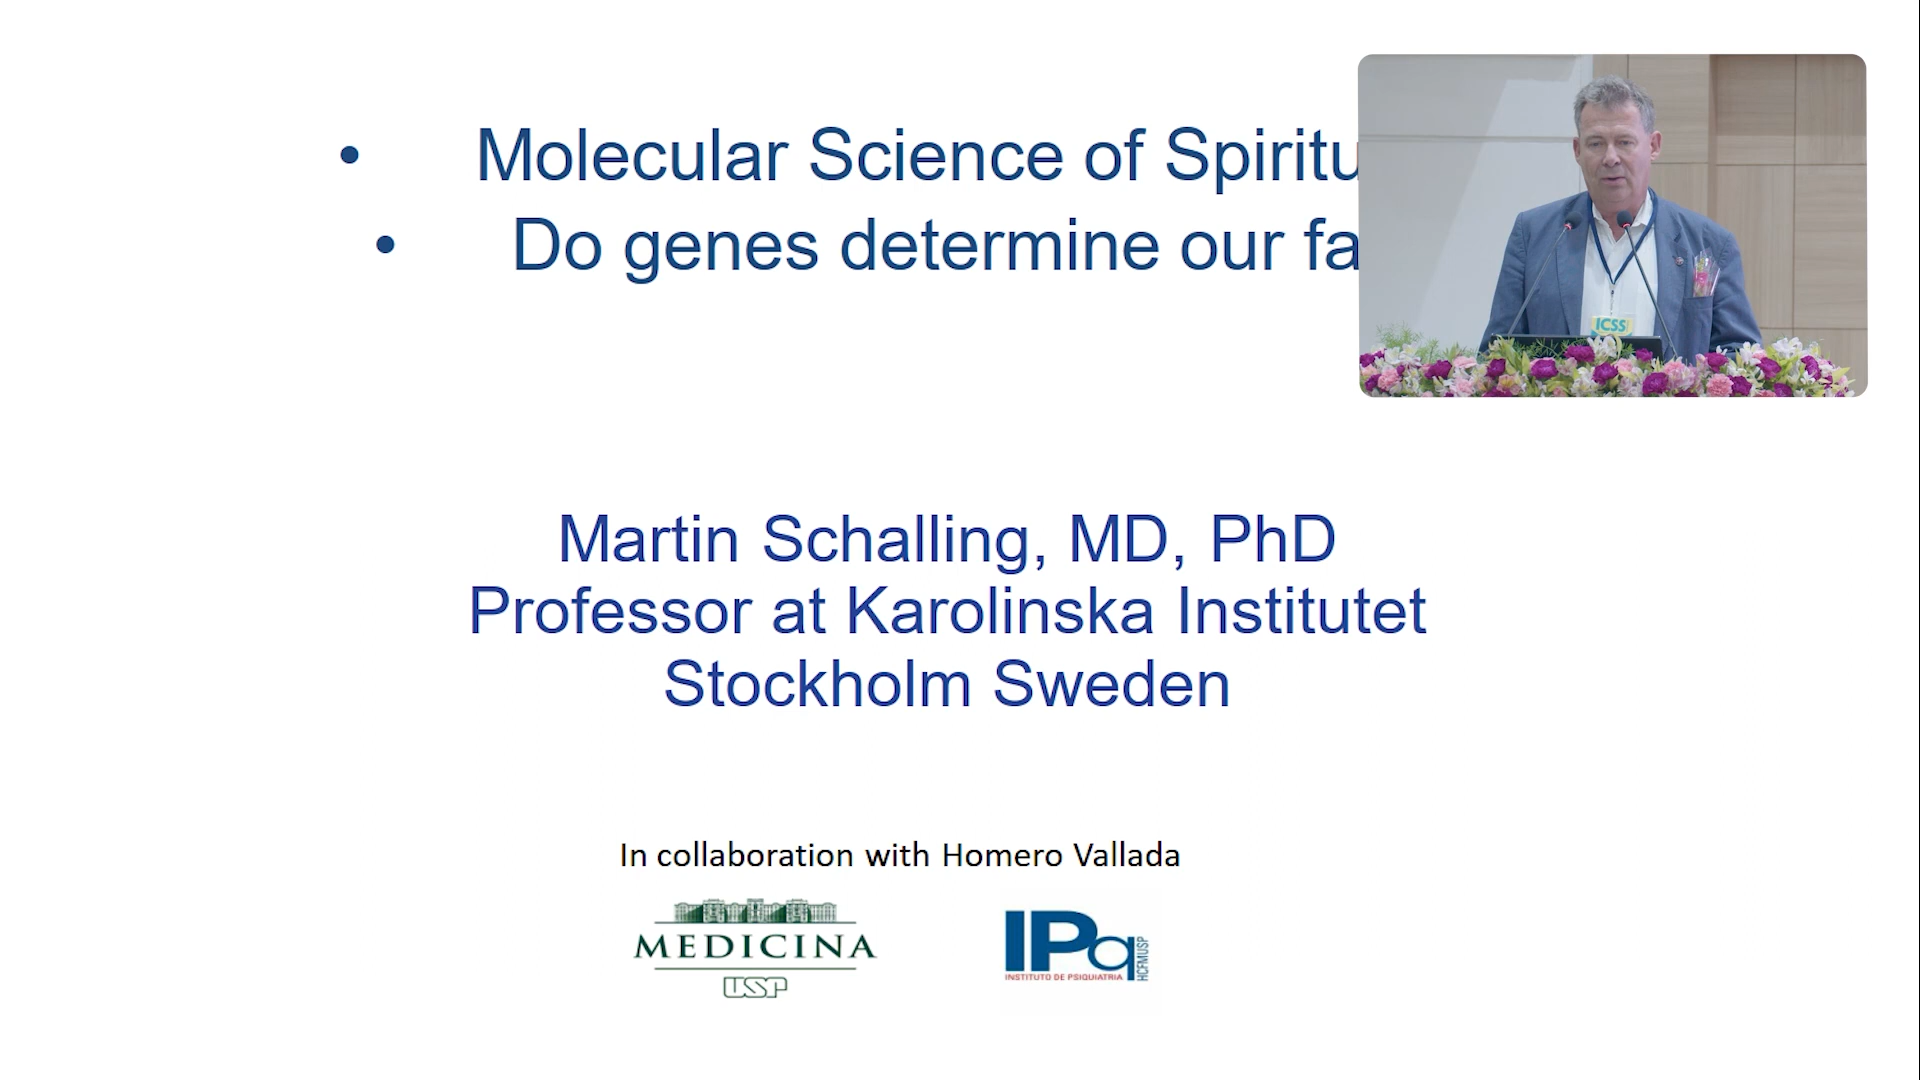 • Molecular Science of Spiritu
• Do genes determine our fa
ICSS
Martin Schalling, MD, PhD
Professor at Karolinska Institutet
Stockholm Sweden
In collaboration with Homero Vallada
MEDICINA
USP
IPq
INSTITUTO DE PSIQUIATRIA
HCFMUSP